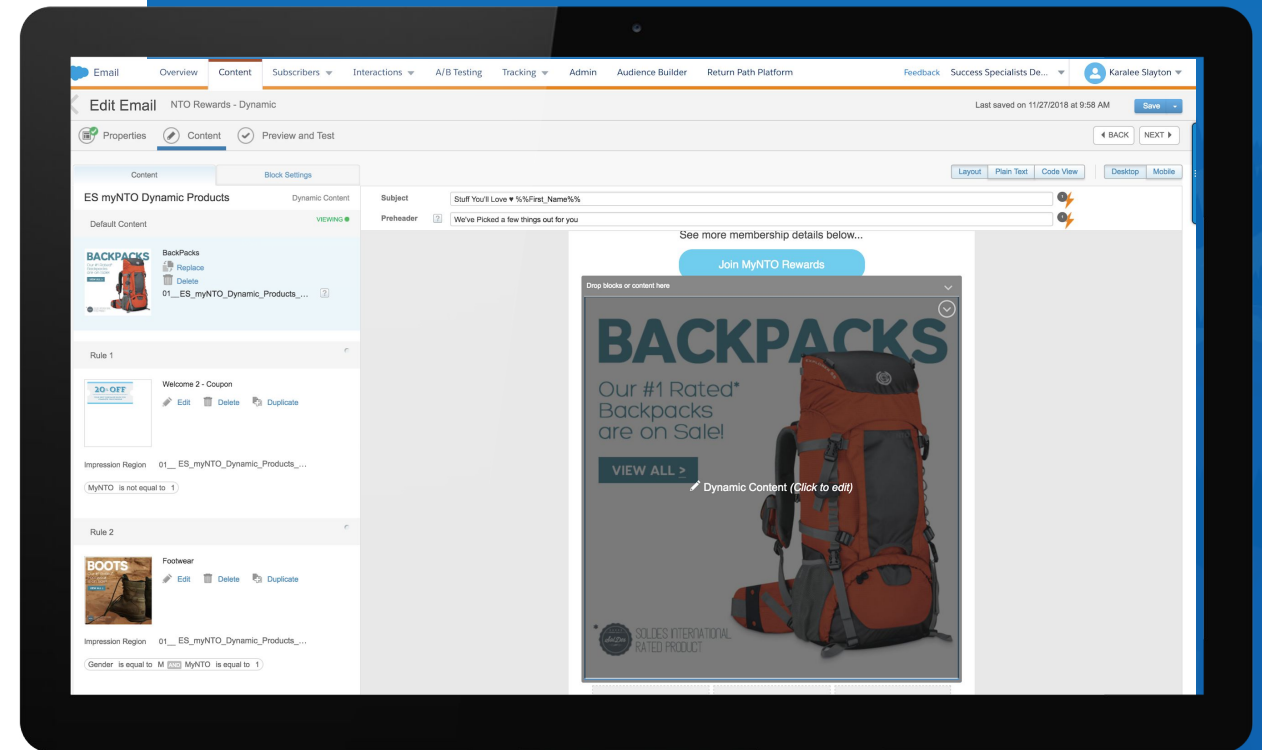 Email Overview Content Subscribers Interactions A/B Testing Tracking Admin Audience Builder Return Path Platform Feedback Success Specialists De... Karalee Slayton
Edit Email NTO Rewards - Dynamic Last saved on 11/27/2018 at 9:58 AM Save
Properties Content Preview and Test BACK NEXT
Content Block Settings Layout Plain Text Code View Desktop Mobile
ES myNTO Dynamic Products Dynamic Content
Subject Stuff You'll Love ♥ %%First_Name%%
Preheader ? We've Picked a few things out for you
Default Content VIEWING
BACKPACKS
BackPacks
Replace
Delete
01__ES_myNTO_Dynamic_Products_... ?
Rule 1
20% OFF
Welcome 2 - Coupon
Edit Delete Duplicate
Impression Region 01__ ES_myNTO_Dynamic_Products_...
MyNTO is not equal to 1
Rule 2
BOOTS
Footwear
Edit Delete Duplicate
Impression Region 01__ ES_myNTO_Dynamic_Products_...
Gender is equal to M AND MyNTO is equal to 1
See more membership details below...
Join MyNTO Rewards
Drop blocks or content here
BACKPACKS
Our #1 Rated*
Backpacks
are on Sale!
VIEW ALL >
Dynamic Content (Click to edit)
*
SOLDES INTERNATIONAL
RATED PRODUCT